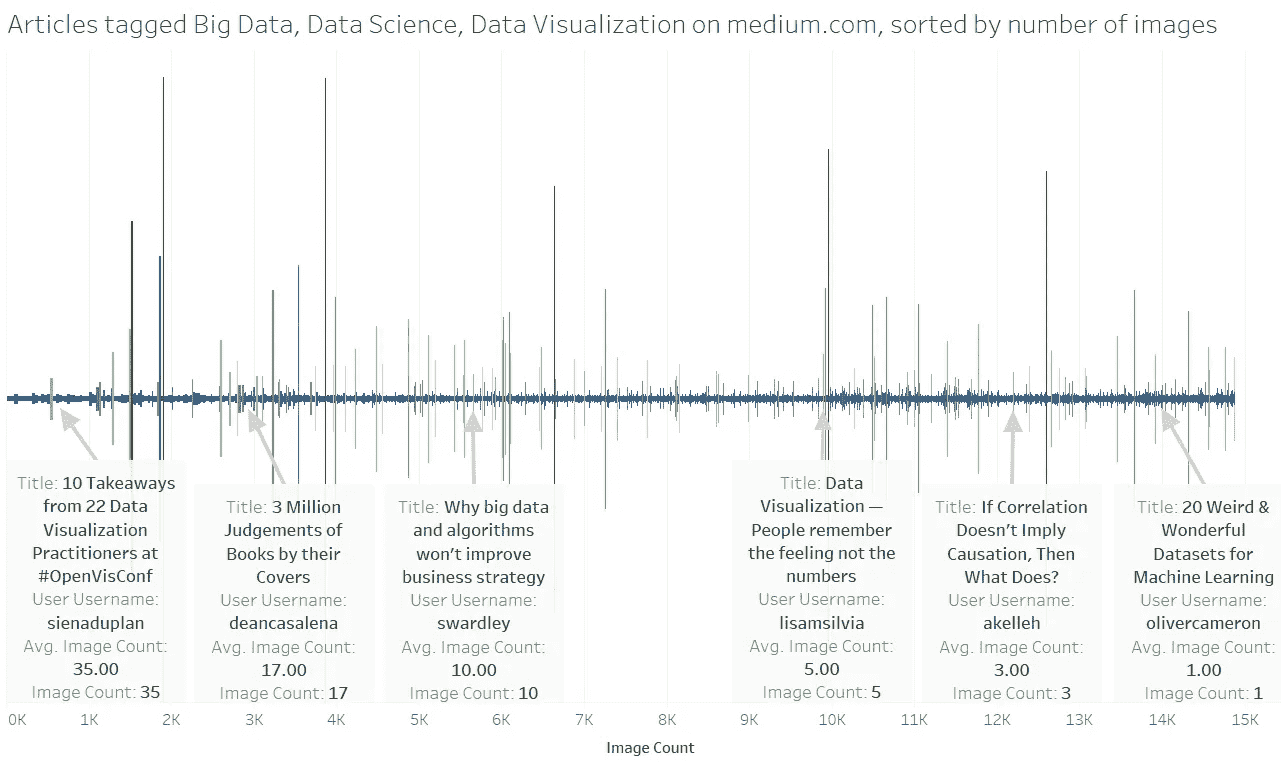 Articles tagged Big Data, Data Science, Data Visualization on medium.com, sorted by number of images
Title: 10 Takeaways
from 22 Data
Visualization
Practitioners at
#OpenVisConf
User Username:
sienaduplan
Avg. Image Count:
35.00
Image Count: 35
Title: 3 Million
Judgements of
Books by their
Covers
User Username:
deancasalena
Avg. Image Count:
17.00
Image Count: 17
Title: Why big data
and algorithms
won’t improve
business strategy
User Username:
swardley
Avg. Image Count:
10.00
Image Count: 10
Title: Data
Visualization —
People remember
the feeling not the
numbers
User Username:
lisamsilvia
Avg. Image Count:
5.00
Image Count: 5
Title: If Correlation
Doesn’t Imply
Causation, Then
What Does?
User Username:
akelleh
Avg. Image Count:
3.00
Image Count: 3
Title: 20 Weird &
Wonderful
Datasets for
Machine Learning
User Username:
olivercameron
Avg. Image Count:
1.00
Image Count: 1
0K 1K 2K 3K 4K 5K 6K 7K 8K 9K 10K 11K 12K 13K 14K 15K
Image Count